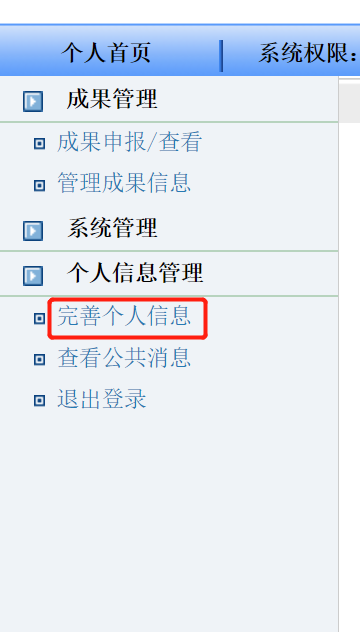 个人首页 系统权限：
成果管理
成果申报/查看
管理成果信息
系统管理
个人信息管理
完善个人信息
查看公共消息
退出登录